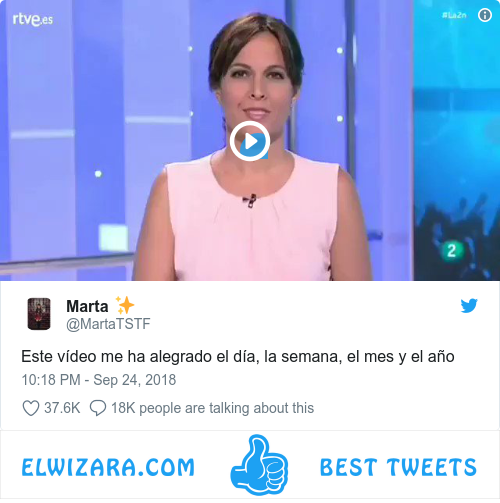 rtve.es
#La2n
2
Marta ✨
@MartaTSTF
Este vídeo me ha alegrado el día, la semana, el mes y el año
10:18 PM - Sep 24, 2018
37.6K 18K people are talking about this
ELWIZARA.COM BEST TWEETS